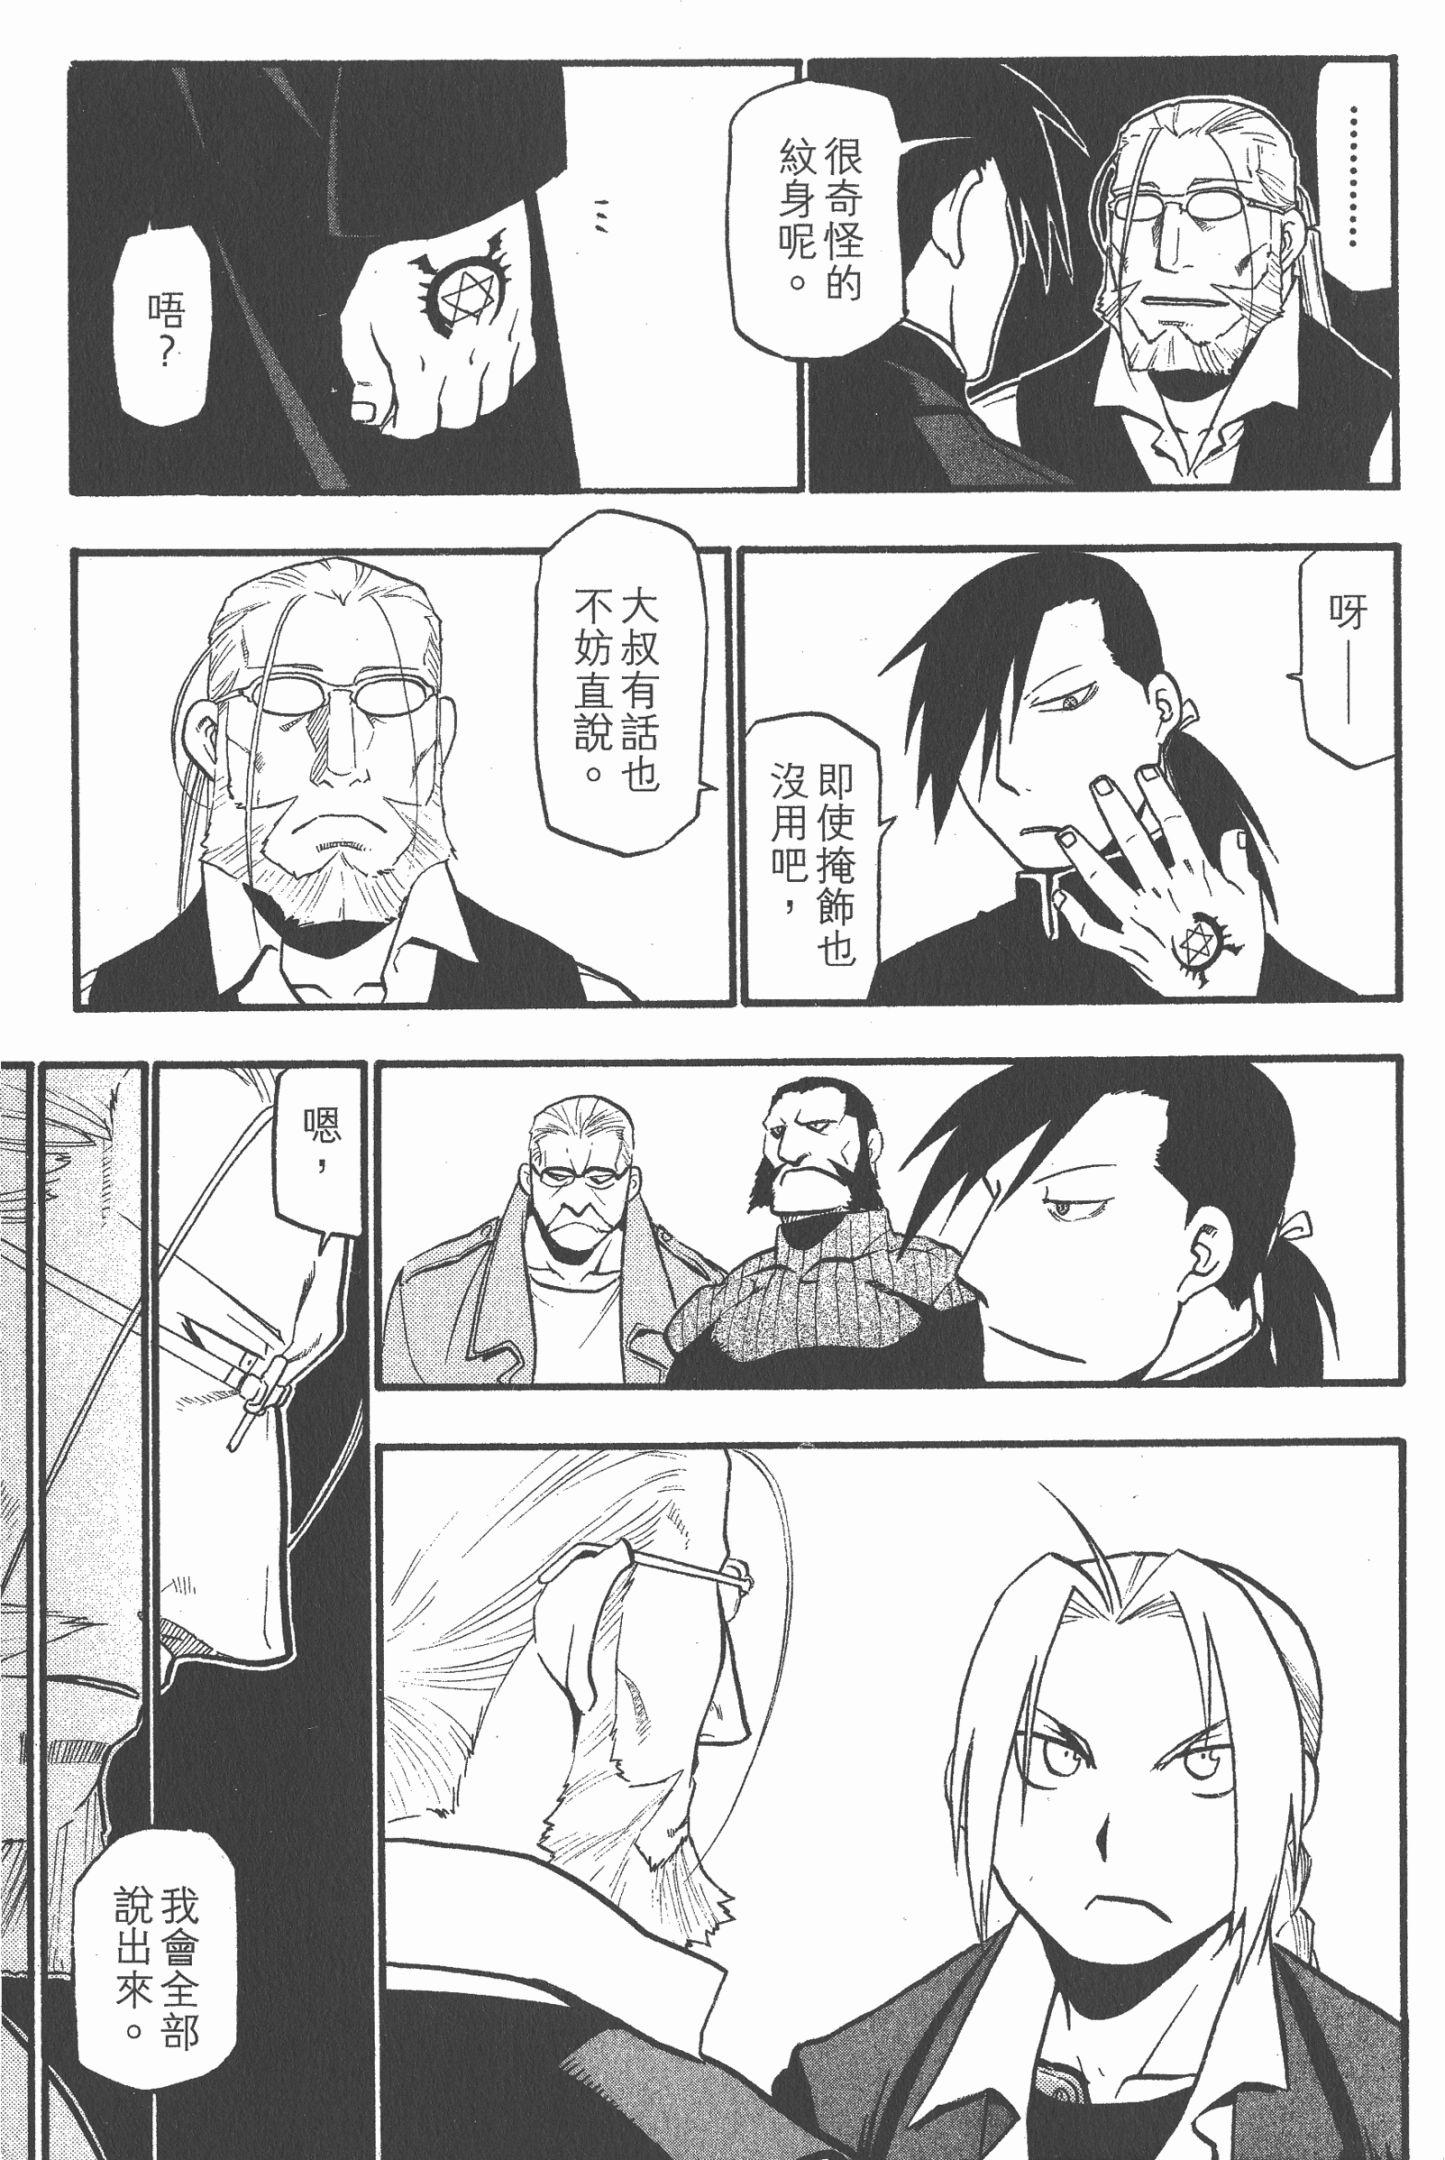 ⋯⋯⋯
很奇怪的
紋身呢。
唔？
呀——
即使掩飾也
沒用吧，
大叔有話也
不妨直說。
嗯，
我會全部
說出來。